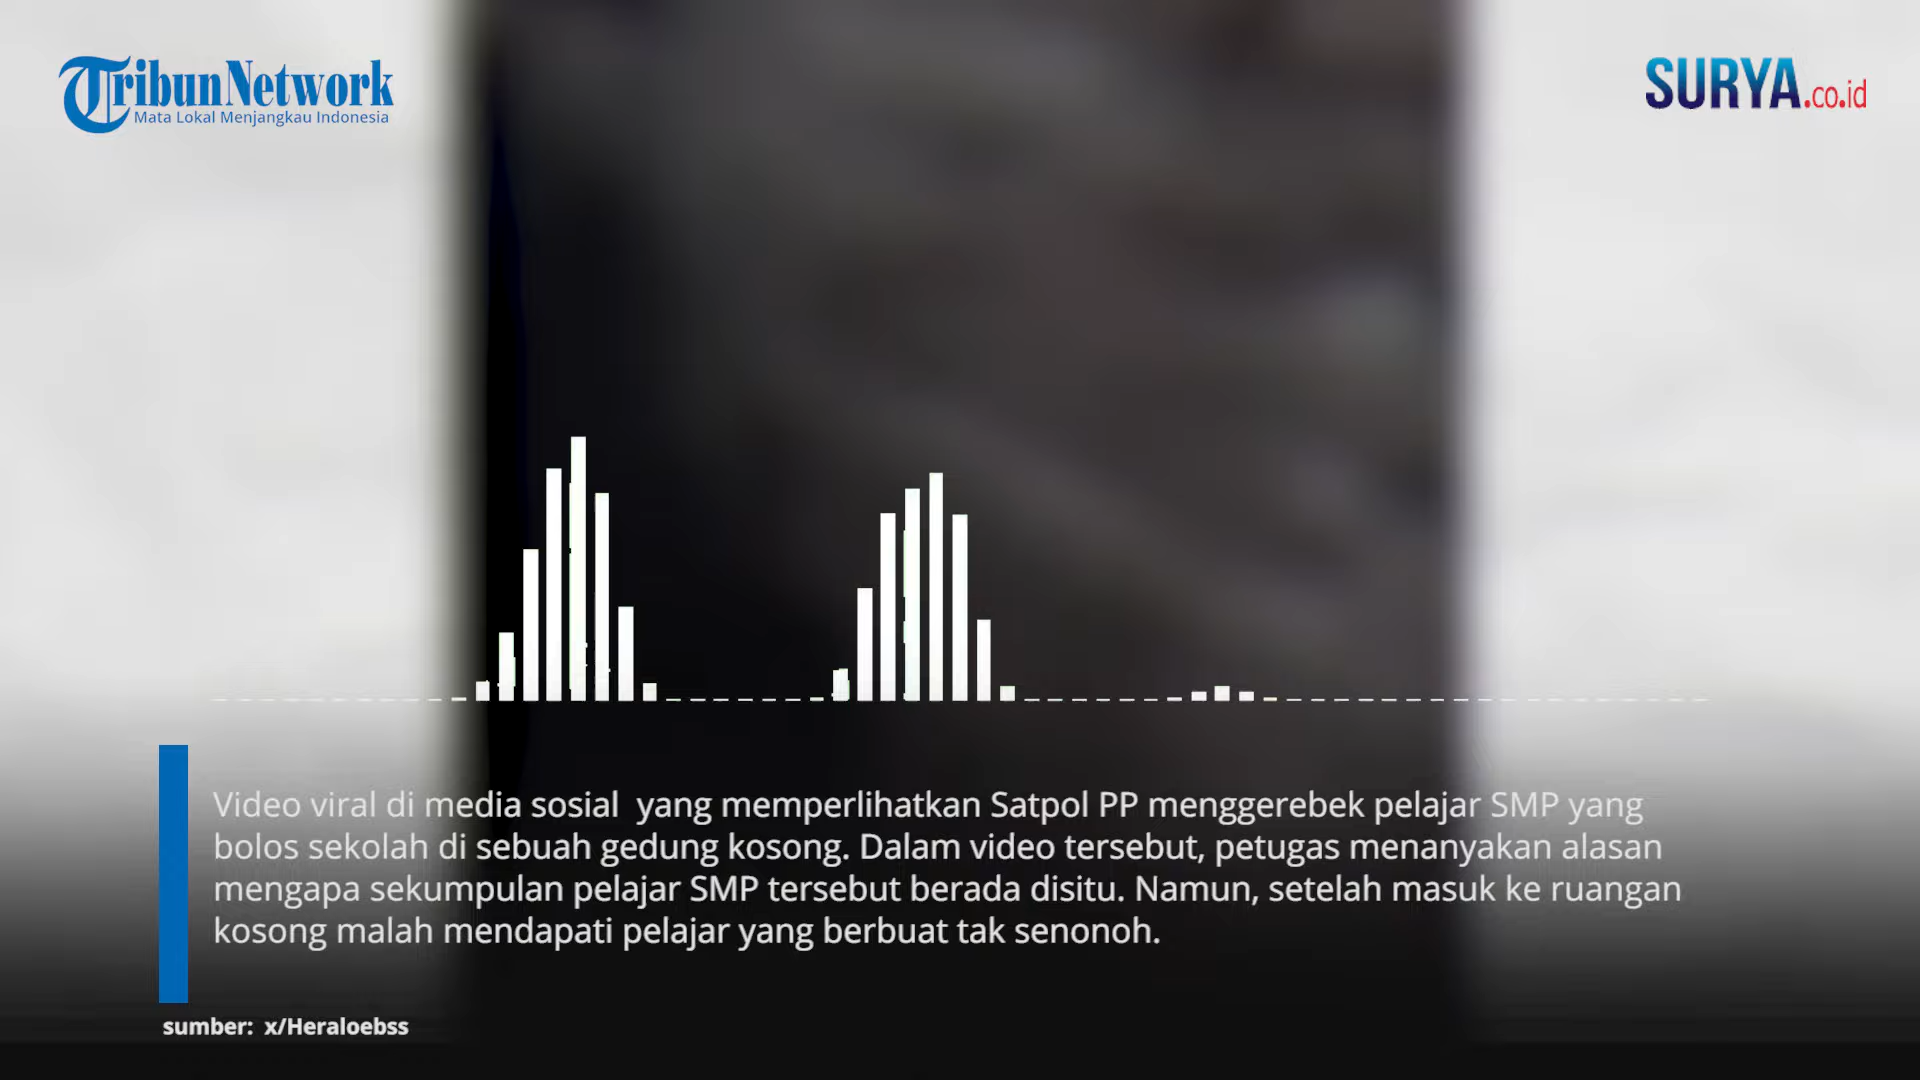 TribunNetwork
Mata Lokal Menjangkau Indonesia
SURYA.co.id
Video viral di media sosial  yang memperlihatkan Satpol PP menggerebek pelajar SMP yang
bolos sekolah di sebuah gedung kosong. Dalam video tersebut, petugas menanyakan alasan
mengapa sekumpulan pelajar SMP tersebut berada disitu. Namun, setelah masuk ke ruangan
kosong malah mendapati pelajar yang berbuat tak senonoh.
sumber:  x/Heraloebss